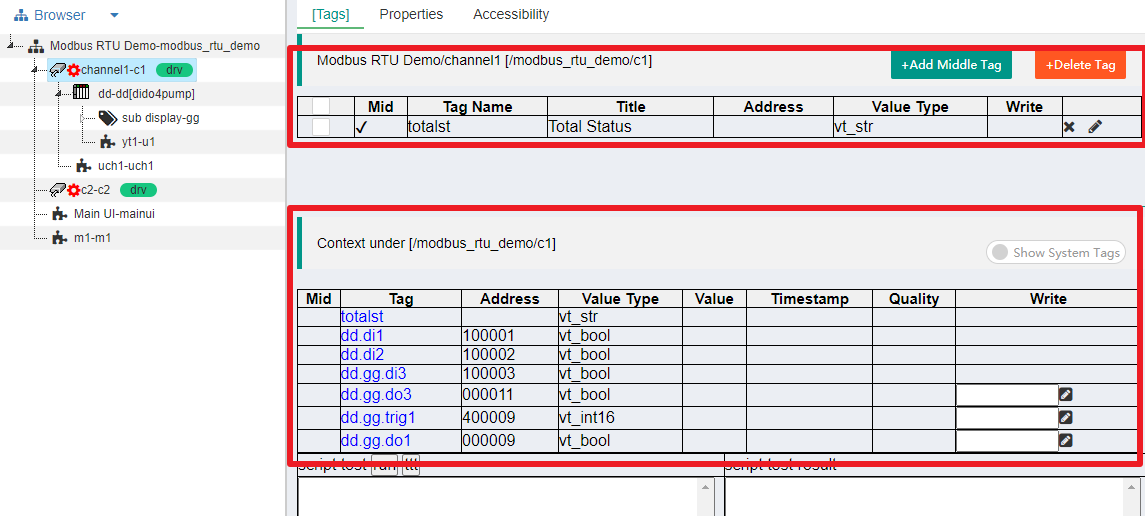 Browser
Modbus RTU Demo-modbus_rtu_demo
channel1-c1 drv
dd-dd[dido4pump]
sub display-gg
yt1-u1
uch1-uch1
c2-c2 drv
Main UI-mainui
m1-m1
[Tags] Properties Accessibility
Modbus RTU Demo/channel1 [/modbus_rtu_demo/c1] +Add Middle Tag +Delete Tag
Mid Tag Name Title Address Value Type Write
totalst Total Status vt_str
Context under [/modbus_rtu_demo/c1]
Show System Tags
Mid Tag Address Value Type Value Timestamp Quality Write
totalst vt_str
dd.di1 100001 vt_bool
dd.di2 100002 vt_bool
dd.gg.di3 100003 vt_bool
dd.gg.do3 000011 vt_bool
dd.gg.trig1 400009 vt_int16
dd.gg.do1 000009 vt_bool
script test run ttt script test result